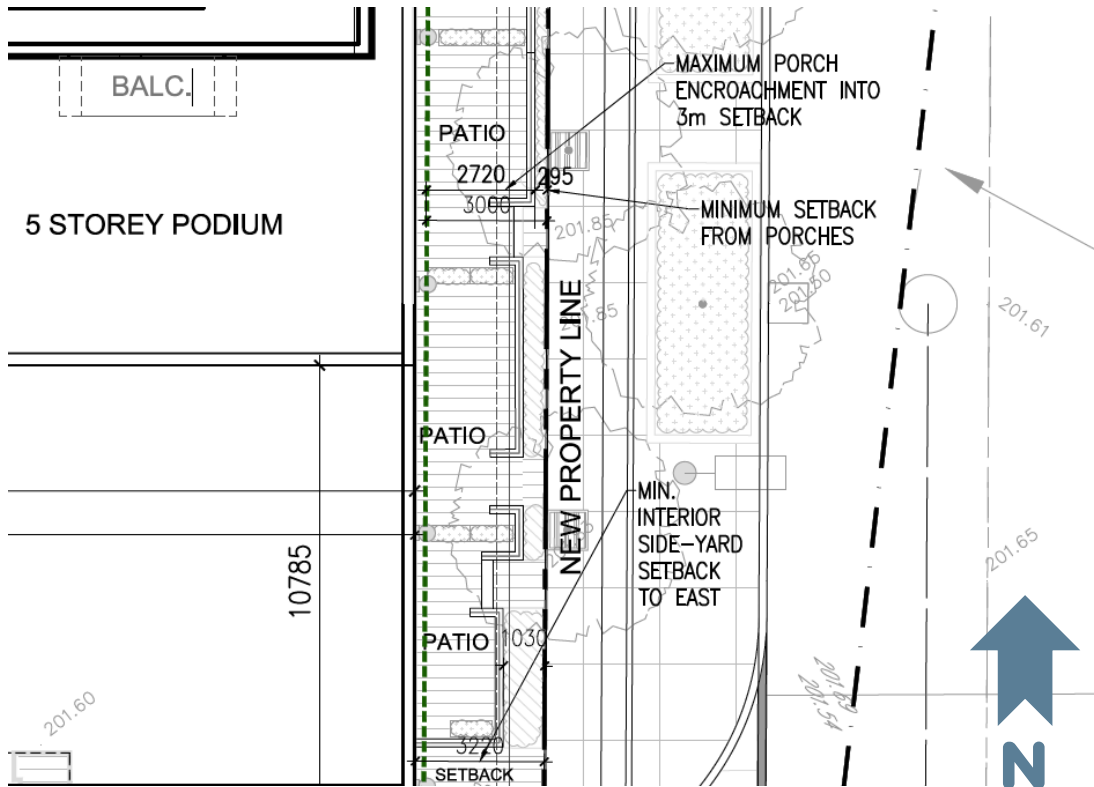 BALC.
PATIO
MAXIMUM PORCH
ENCROACHMENT INTO
3m SETBACK
2720
295
3000
5 STOREY PODIUM
MINIMUM SETBACK
FROM PORCHES
201.85
201.65
201.50
201.61
NEW PROPERTY LINE
PATIO
MIN.
INTERIOR
SIDE-YARD
SETBACK
TO EAST
201.65
10785
PATIO
1030
201.60
3220
SETBACK
N